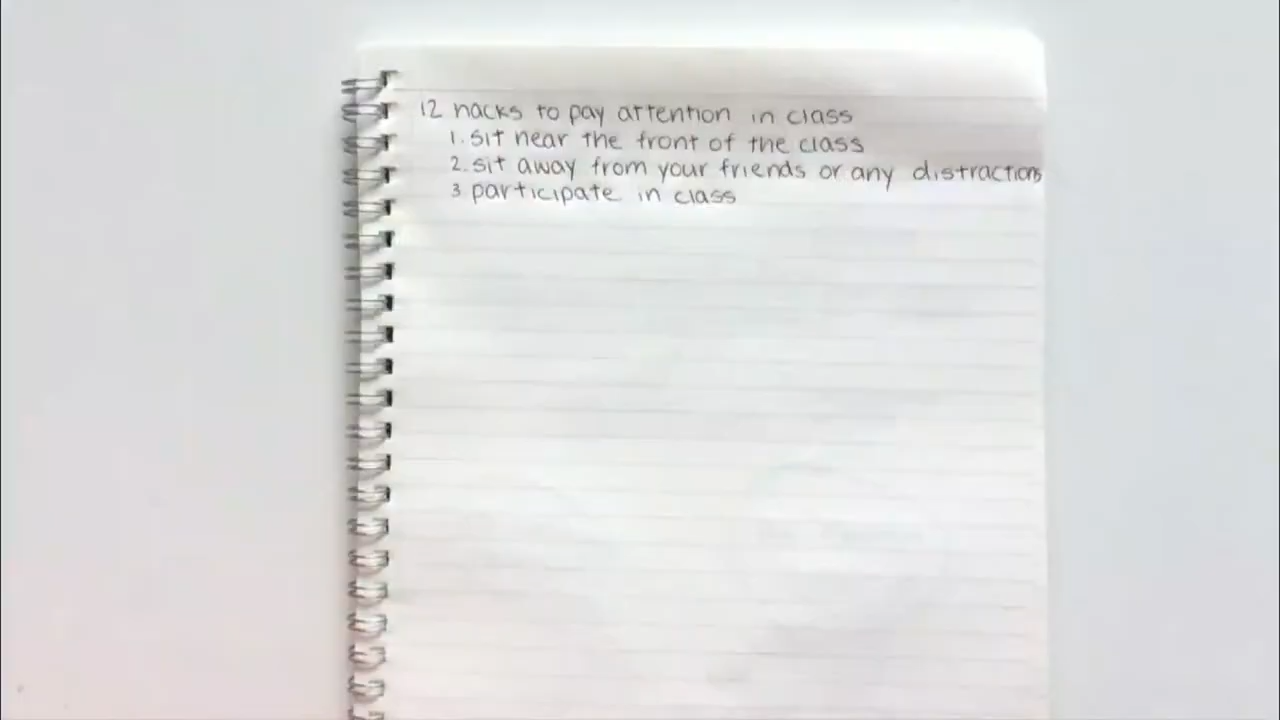 12 hacks to pay attention in class
1. sit near the front of the class
2. sit away from your friends or any distractions
3 participate in class